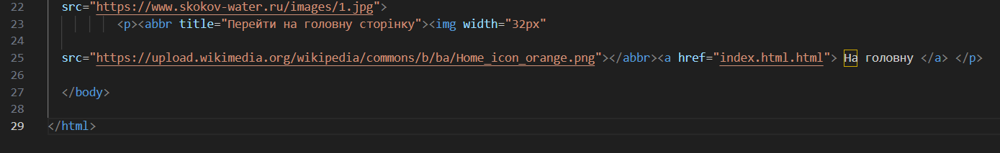 22 src="https://www.skokov-water.ru/images/1.jpg">
23 <p><abbr title="Перейти на головну сторінку"><img width="32px"
24
25 src="https://upload.wikimedia.org/wikipedia/commons/b/ba/Home_icon_orange.png"></abbr><a href="index.html.html"> На головну </a> </p>
26
27 </body>
28
29 </html>